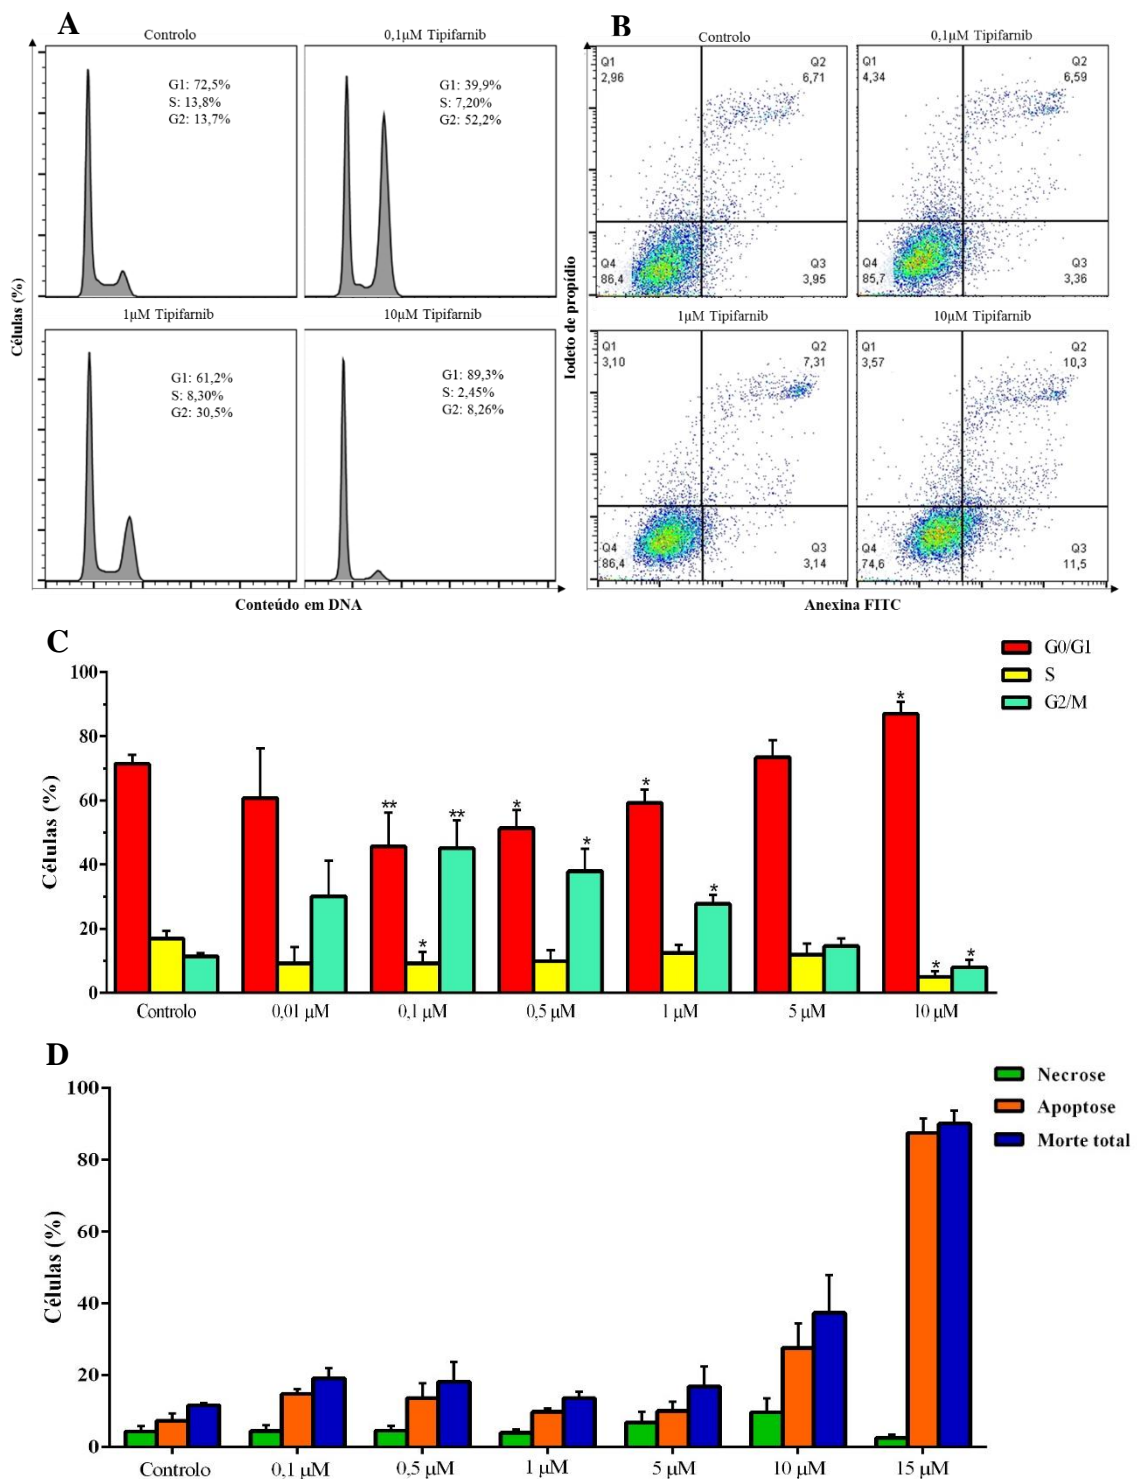 A
Controlo
G1: 72,5%
S: 13,8%
G2: 13,7%
0,1µM Tipifarnib
G1: 39,9%
S: 7,20%
G2: 52,2%
1µM Tipifarnib
G1: 61,2%
S: 8,30%
G2: 30,5%
10µM Tipifarnib
G1: 89,3%
S: 2,45%
G2: 8,26%
Células (%)
Conteúdo em DNA
B
Controlo
Q1
2,96
Q2
6,71
Q4
86,4
Q3
3,95
0,1µM Tipifarnib
Q1
4,34
Q2
6,59
Q4
85,7
Q3
3,36
1µM Tipifarnib
Q1
3,10
Q2
7,31
Q4
86,4
Q3
3,14
10µM Tipifarnib
Q1
3,57
Q2
10,3
Q4
74,6
Q3
11,5
Iodeto de propídio
Anexina FITC
C
G0/G1
S
G2/M
Células (%)
100
80
60
40
20
0
** ** * * * * * * * * *
Controlo 0,01 µM 0,1 µM 0,5 µM 1 µM 5 µM 10 µM
D
Necrose
Apoptose
Morte total
Células (%)
100
80
60
40
20
0
Controlo 0,1 µM 0,5 µM 1 µM 5 µM 10 µM 15 µM